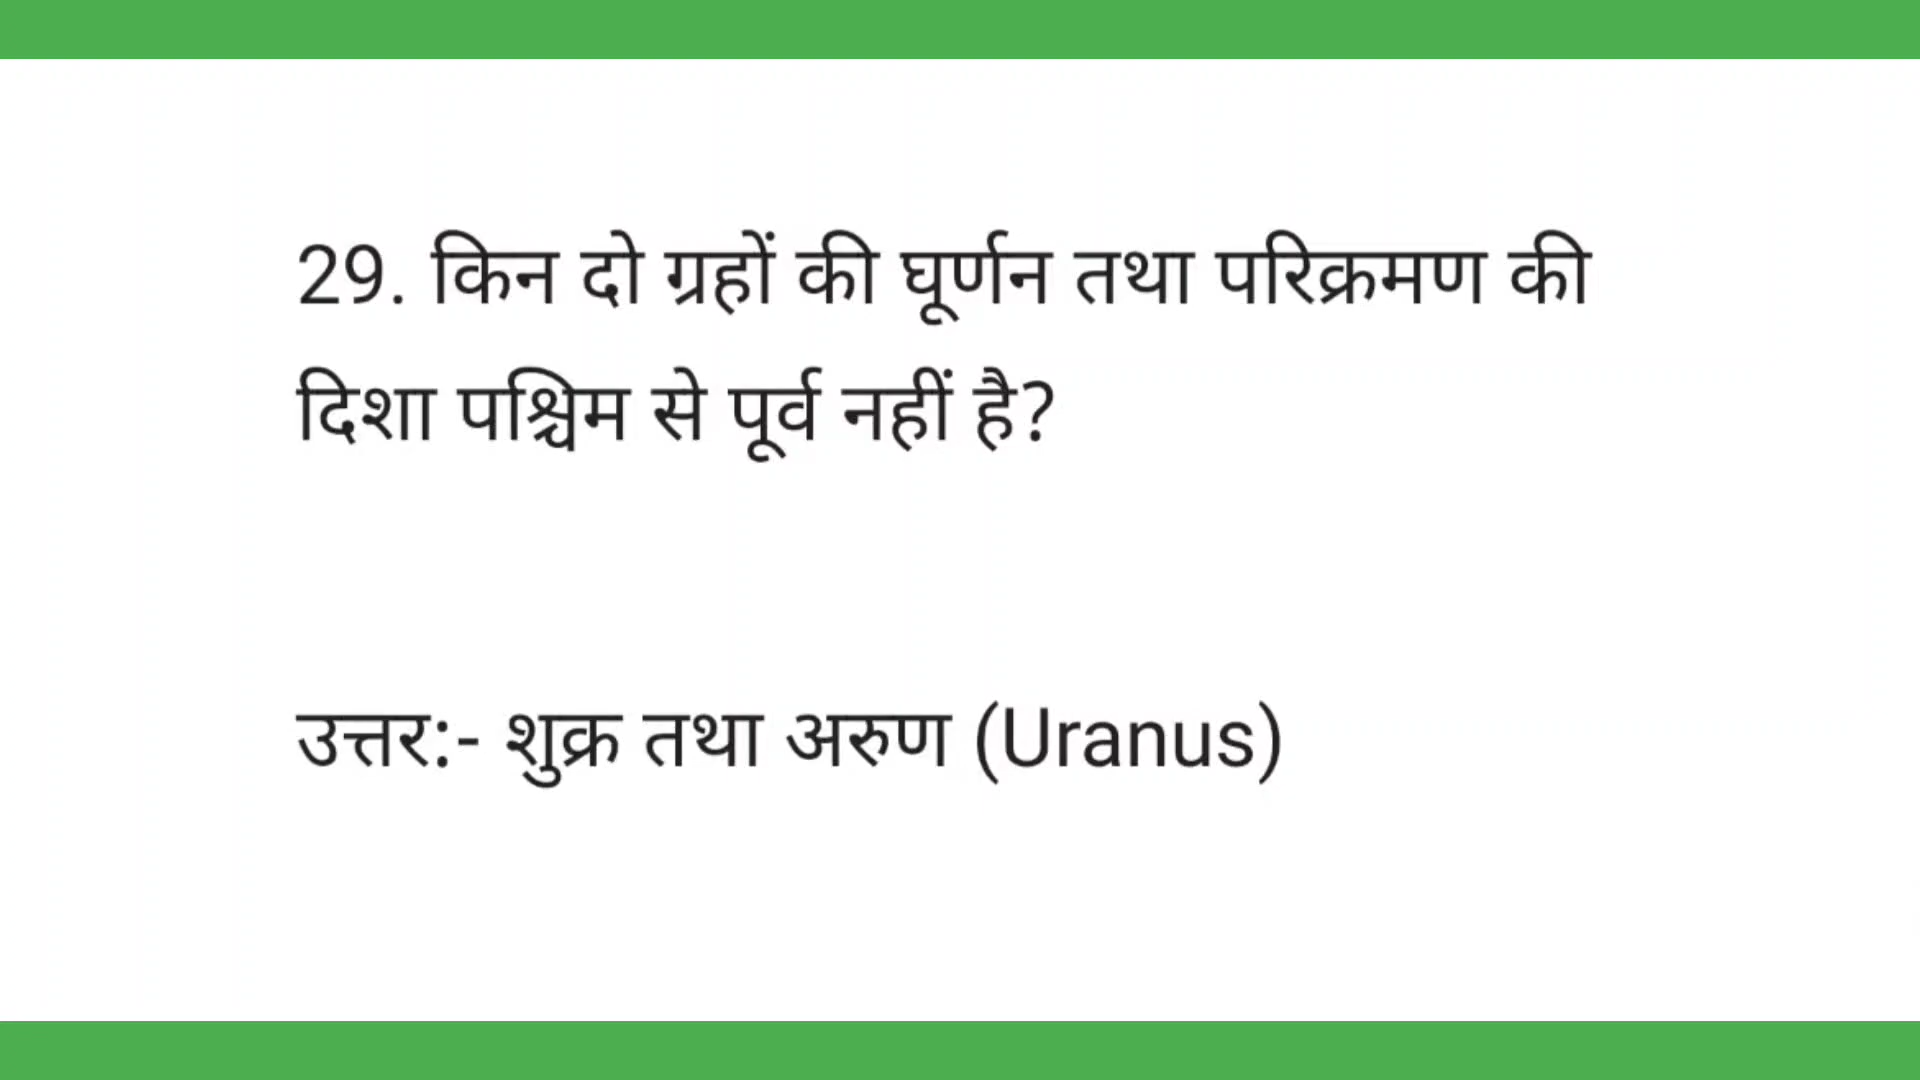 29. किन दो ग्रहों की घूर्णन तथा परिक्रमण की
दिशा पश्चिम से पूर्व नहीं है?
उत्तर:- शुक्र तथा अरुण (Uranus)